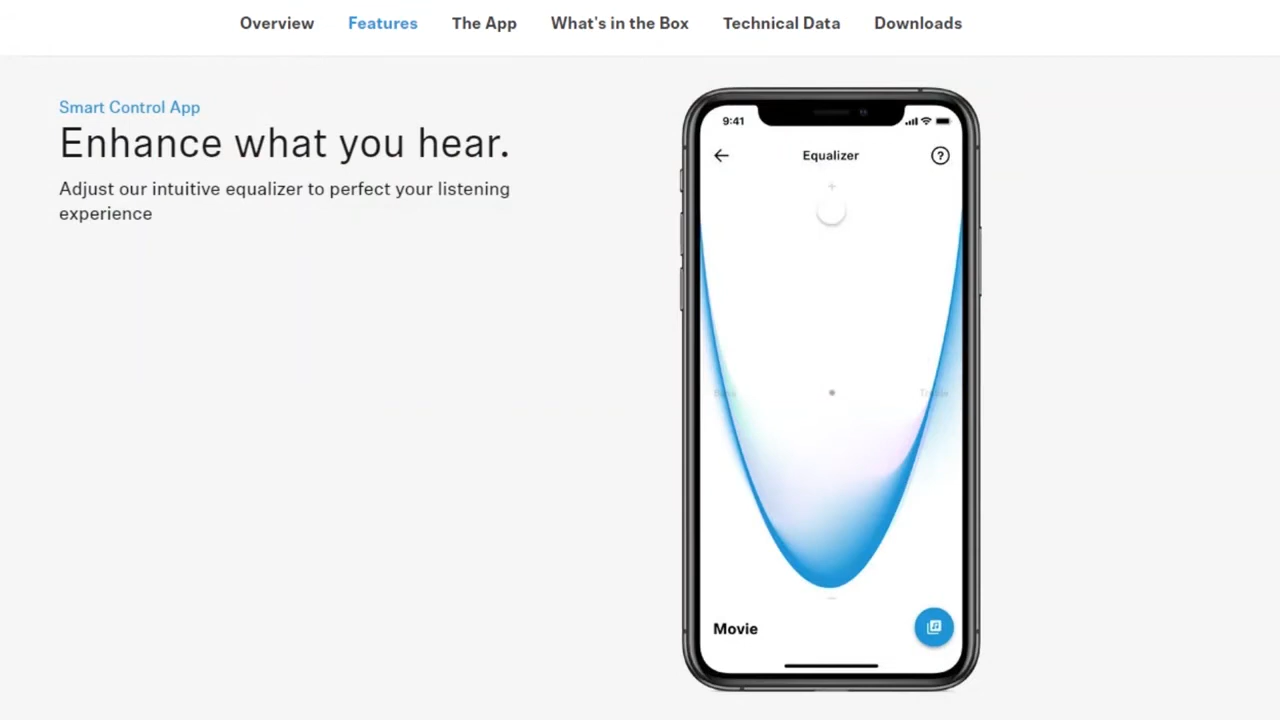 Overview Features The App What's in the Box Technical Data Downloads
Smart Control App
Enhance what you hear.
Adjust our intuitive equalizer to perfect your listening
experience
9:41
Equalizer
?
+
Movie